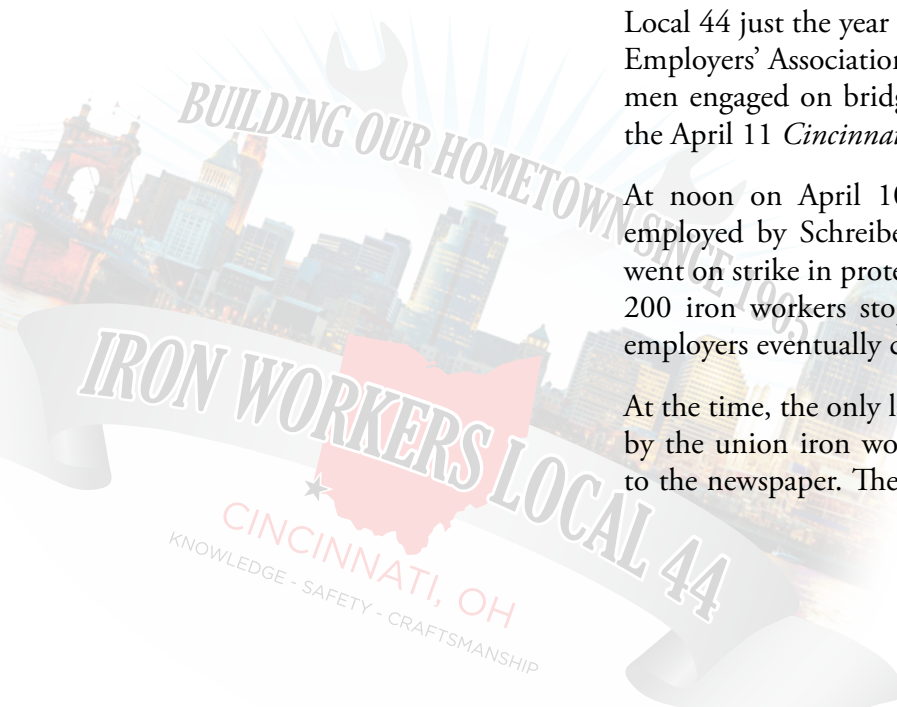 Local 44 just the year
Employers’ Association
men engaged on bridg
the April 11 Cincinnat
At noon on April 10
employed by Schreibe
went on strike in prote
200 iron workers sto
employers eventually c
At the time, the only l
by the union iron wo
to the newspaper. The
BUILDING OUR HOMETOWN SINCE 1905
IRON WORKERS LOCAL 44
CINCINNATI, OH
KNOWLEDGE - SAFETY - CRAFTSMANSHIP